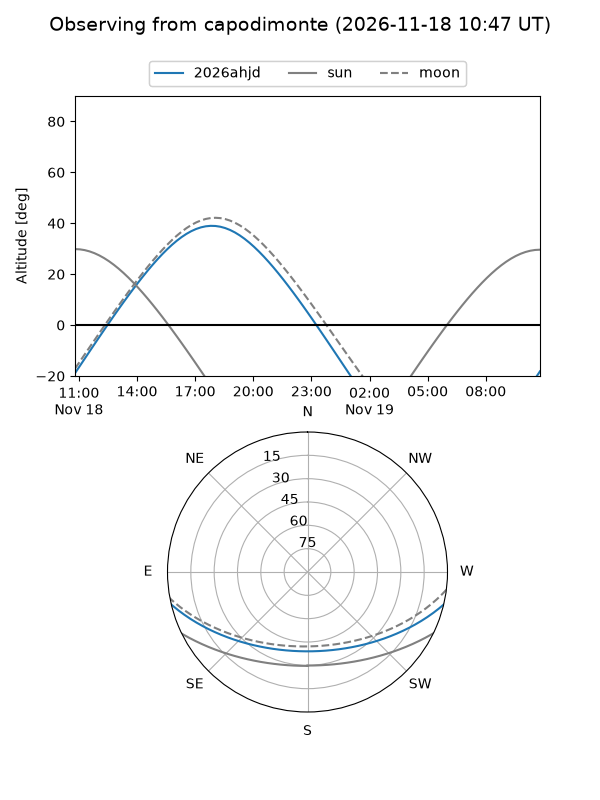 Observing from capodimonte (2026-11-18 10:47 UT)
2026ahjd sun moon
Altitude [deg]
80
60
40
20
0
−20
11:00 14:00 17:00 20:00 23:00 02:00 05:00 08:00
Nov 18 Nov 19
N
NE NW
15
30
45
60
75
E W
SE SW
S